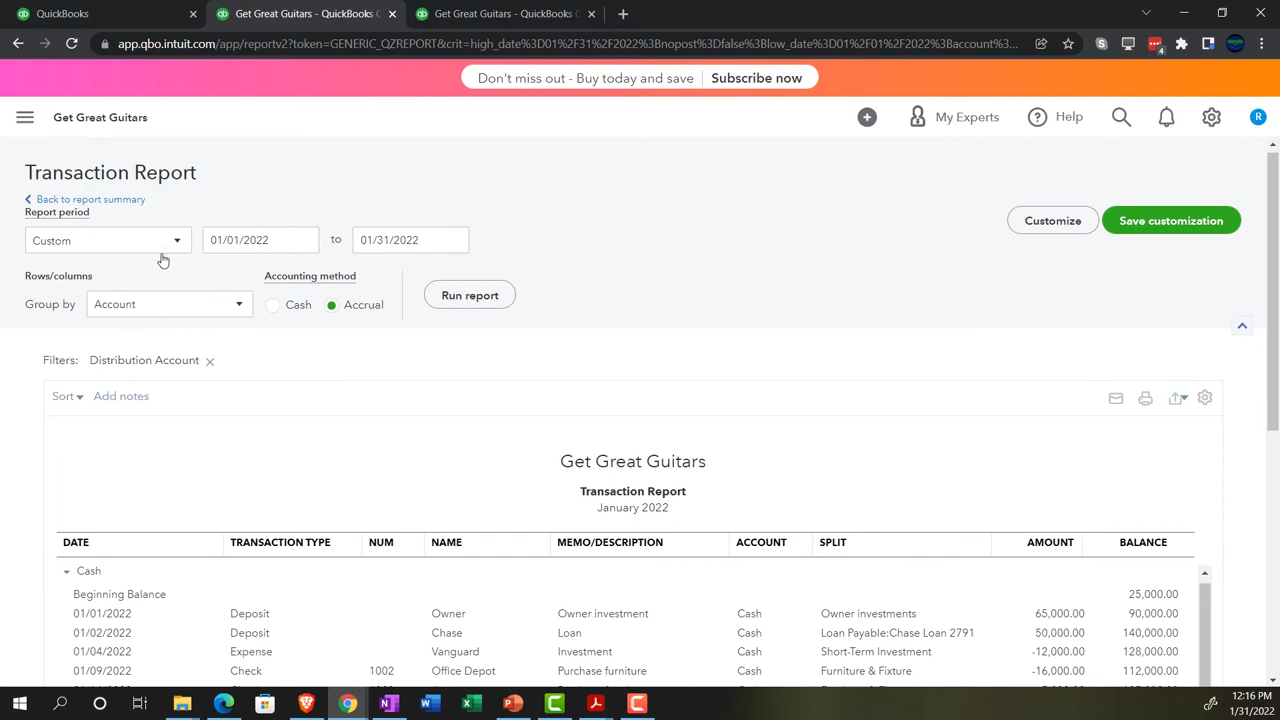 QuickBooks
Get Great Guitars - QuickBooks O
Get Great Guitars - QuickBooks O
app.qbo.intuit.com/app/reportv2?token=GENERIC_QZREPORT&crit=high_date%3D01%2F31%2F2022%3Bnopost%3Dfalse%3Blow_date%3D01%2F01%2F2022%3Baccount%3...
4
Don't miss out - Buy today and save Subscribe now
Get Great Guitars My Experts Help R
Transaction Report
Back to report summary
Report period
Custom 01/01/2022 to 01/31/2022
Customize Save customization
Rows/columns Accounting method
Group by Account Cash Accrual Run report
Filters: Distribution Account
Sort Add notes
Get Great Guitars
Transaction Report
January 2022
DATE TRANSACTION TYPE NUM NAME MEMO/DESCRIPTION ACCOUNT SPLIT AMOUNT BALANCE
Cash
Beginning Balance 25,000.00
01/01/2022 Deposit Owner Owner investment Cash Owner investments 65,000.00 90,000.00
01/02/2022 Deposit Chase Loan Cash Loan Payable:Chase Loan 2791 50,000.00 140,000.00
01/04/2022 Expense Vanguard Investment Cash Short-Term Investment -12,000.00 128,000.00
01/09/2022 Check 1002 Office Depot Purchase furniture Cash Furniture & Fixture -16,000.00 112,000.00
12:16 PM
1/31/2022